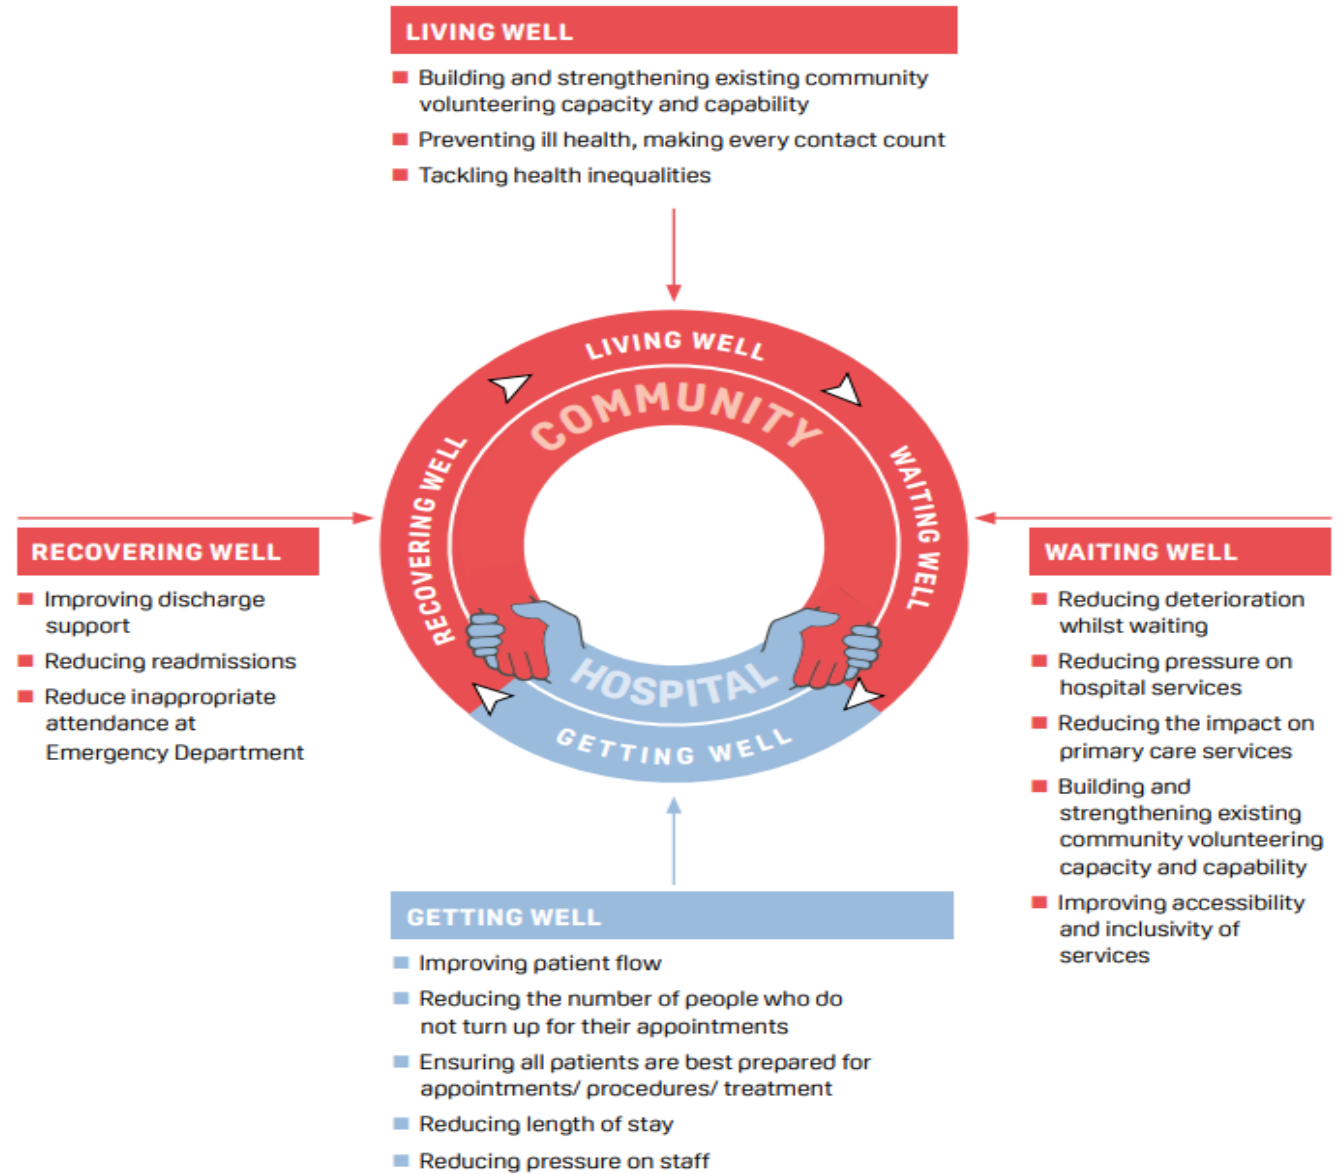 LIVING WELL
Building and strengthening existing community
volunteering capacity and capability
Preventing ill health, making every contact count
Tackling health inequalities
LIVING WELL
COMMUNITY
RECOVERING WELL
WAITING WELL
HOSPITAL
GETTING WELL
RECOVERING WELL
Improving discharge
support
Reducing readmissions
Reduce inappropriate
attendance at
Emergency Department
WAITING WELL
Reducing deterioration
whilst waiting
Reducing pressure on
hospital services
Reducing the impact on
primary care services
Building and
strengthening existing
community volunteering
capacity and capability
Improving accessibility
and inclusivity of
services
GETTING WELL
Improving patient flow
Reducing the number of people who do
not turn up for their appointments
Ensuring all patients are best prepared for
appointments/ procedures/ treatment
Reducing length of stay
Reducing pressure on staff